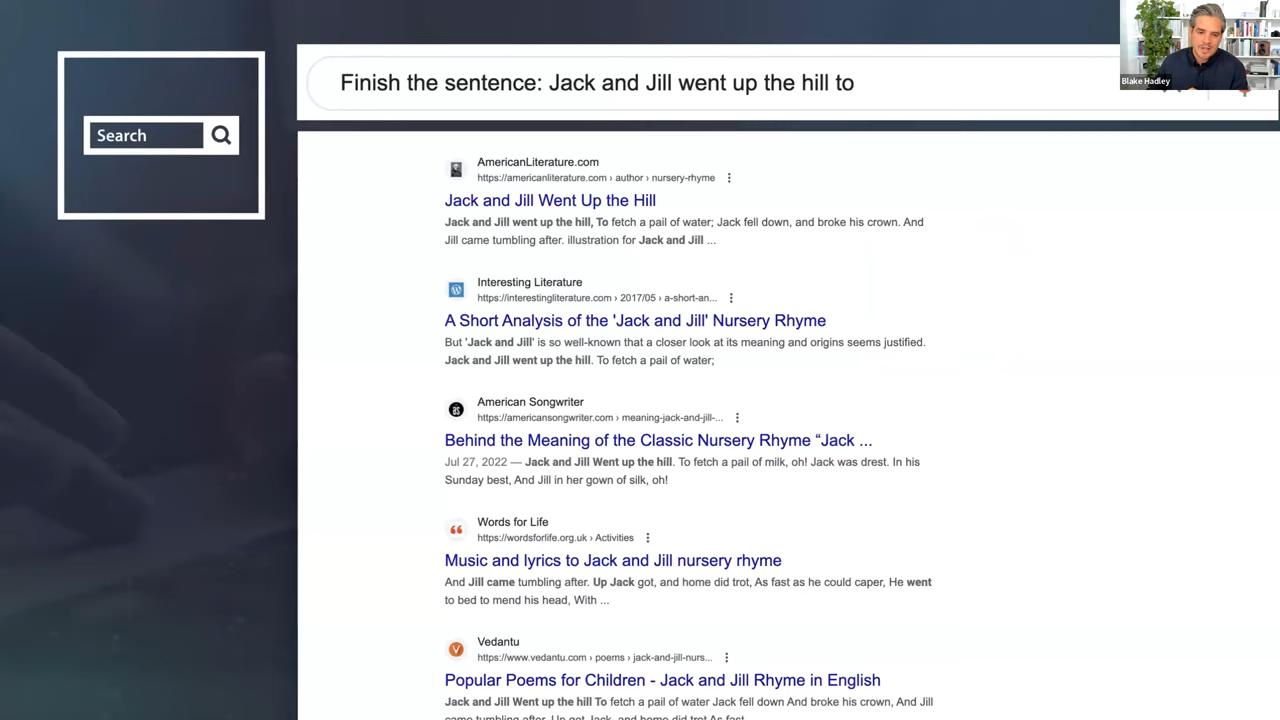 Finish the sentence: Jack and Jill went up the hill to
Blake Hadley
Search
AmericanLiterature.com
https://americanliterature.com › author › nursery-rhyme
Jack and Jill Went Up the Hill
Jack and Jill went up the hill, To fetch a pail of water; Jack fell down, and broke his crown. And
Jill came tumbling after. illustration for Jack and Jill ...
Interesting Literature
https://interestingliterature.com › 2017/05 › a-short-an...
A Short Analysis of the 'Jack and Jill' Nursery Rhyme
But 'Jack and Jill' is so well-known that a closer look at its meaning and origins seems justified.
Jack and Jill went up the hill. To fetch a pail of water;
American Songwriter
https://americansongwriter.com › meaning-jack-and-jill-...
Behind the Meaning of the Classic Nursery Rhyme “Jack ...
Jul 27, 2022 — Jack and Jill Went up the hill. To fetch a pail of milk, oh! Jack was drest. In his
Sunday best, And Jill in her gown of silk, oh!
Words for Life
https://wordsforlife.org.uk › Activities
Music and lyrics to Jack and Jill nursery rhyme
And Jill came tumbling after. Up Jack got, and home did trot, As fast as he could caper, He went
to bed to mend his head, With ...
Vedantu
https://www.vedantu.com › poems › jack-and-jill-nurs...
Popular Poems for Children - Jack and Jill Rhyme in English
Jack and Jill Went up the hill To fetch a pail of water Jack fell down And broke his crown, And Jill
came tumbling after. Up got Jack, and home did trot As fast